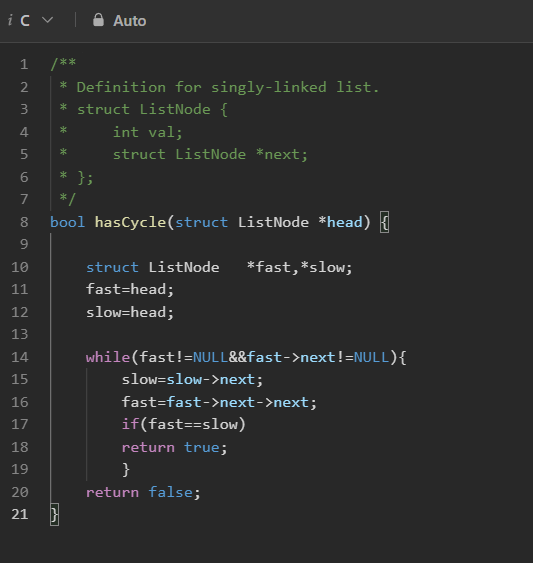 i C Auto
1 /**
2  * Definition for singly-linked list.
3  * struct ListNode {
4  *     int val;
5  *     struct ListNode *next;
6  * };
7  */
8 bool hasCycle(struct ListNode *head) {
9
10     struct ListNode   *fast,*slow;
11     fast=head;
12     slow=head;
13
14     while(fast!=NULL&&fast->next!=NULL){
15         slow=slow->next;
16         fast=fast->next->next;
17         if(fast==slow)
18         return true;
19         }
20     return false;
21 }